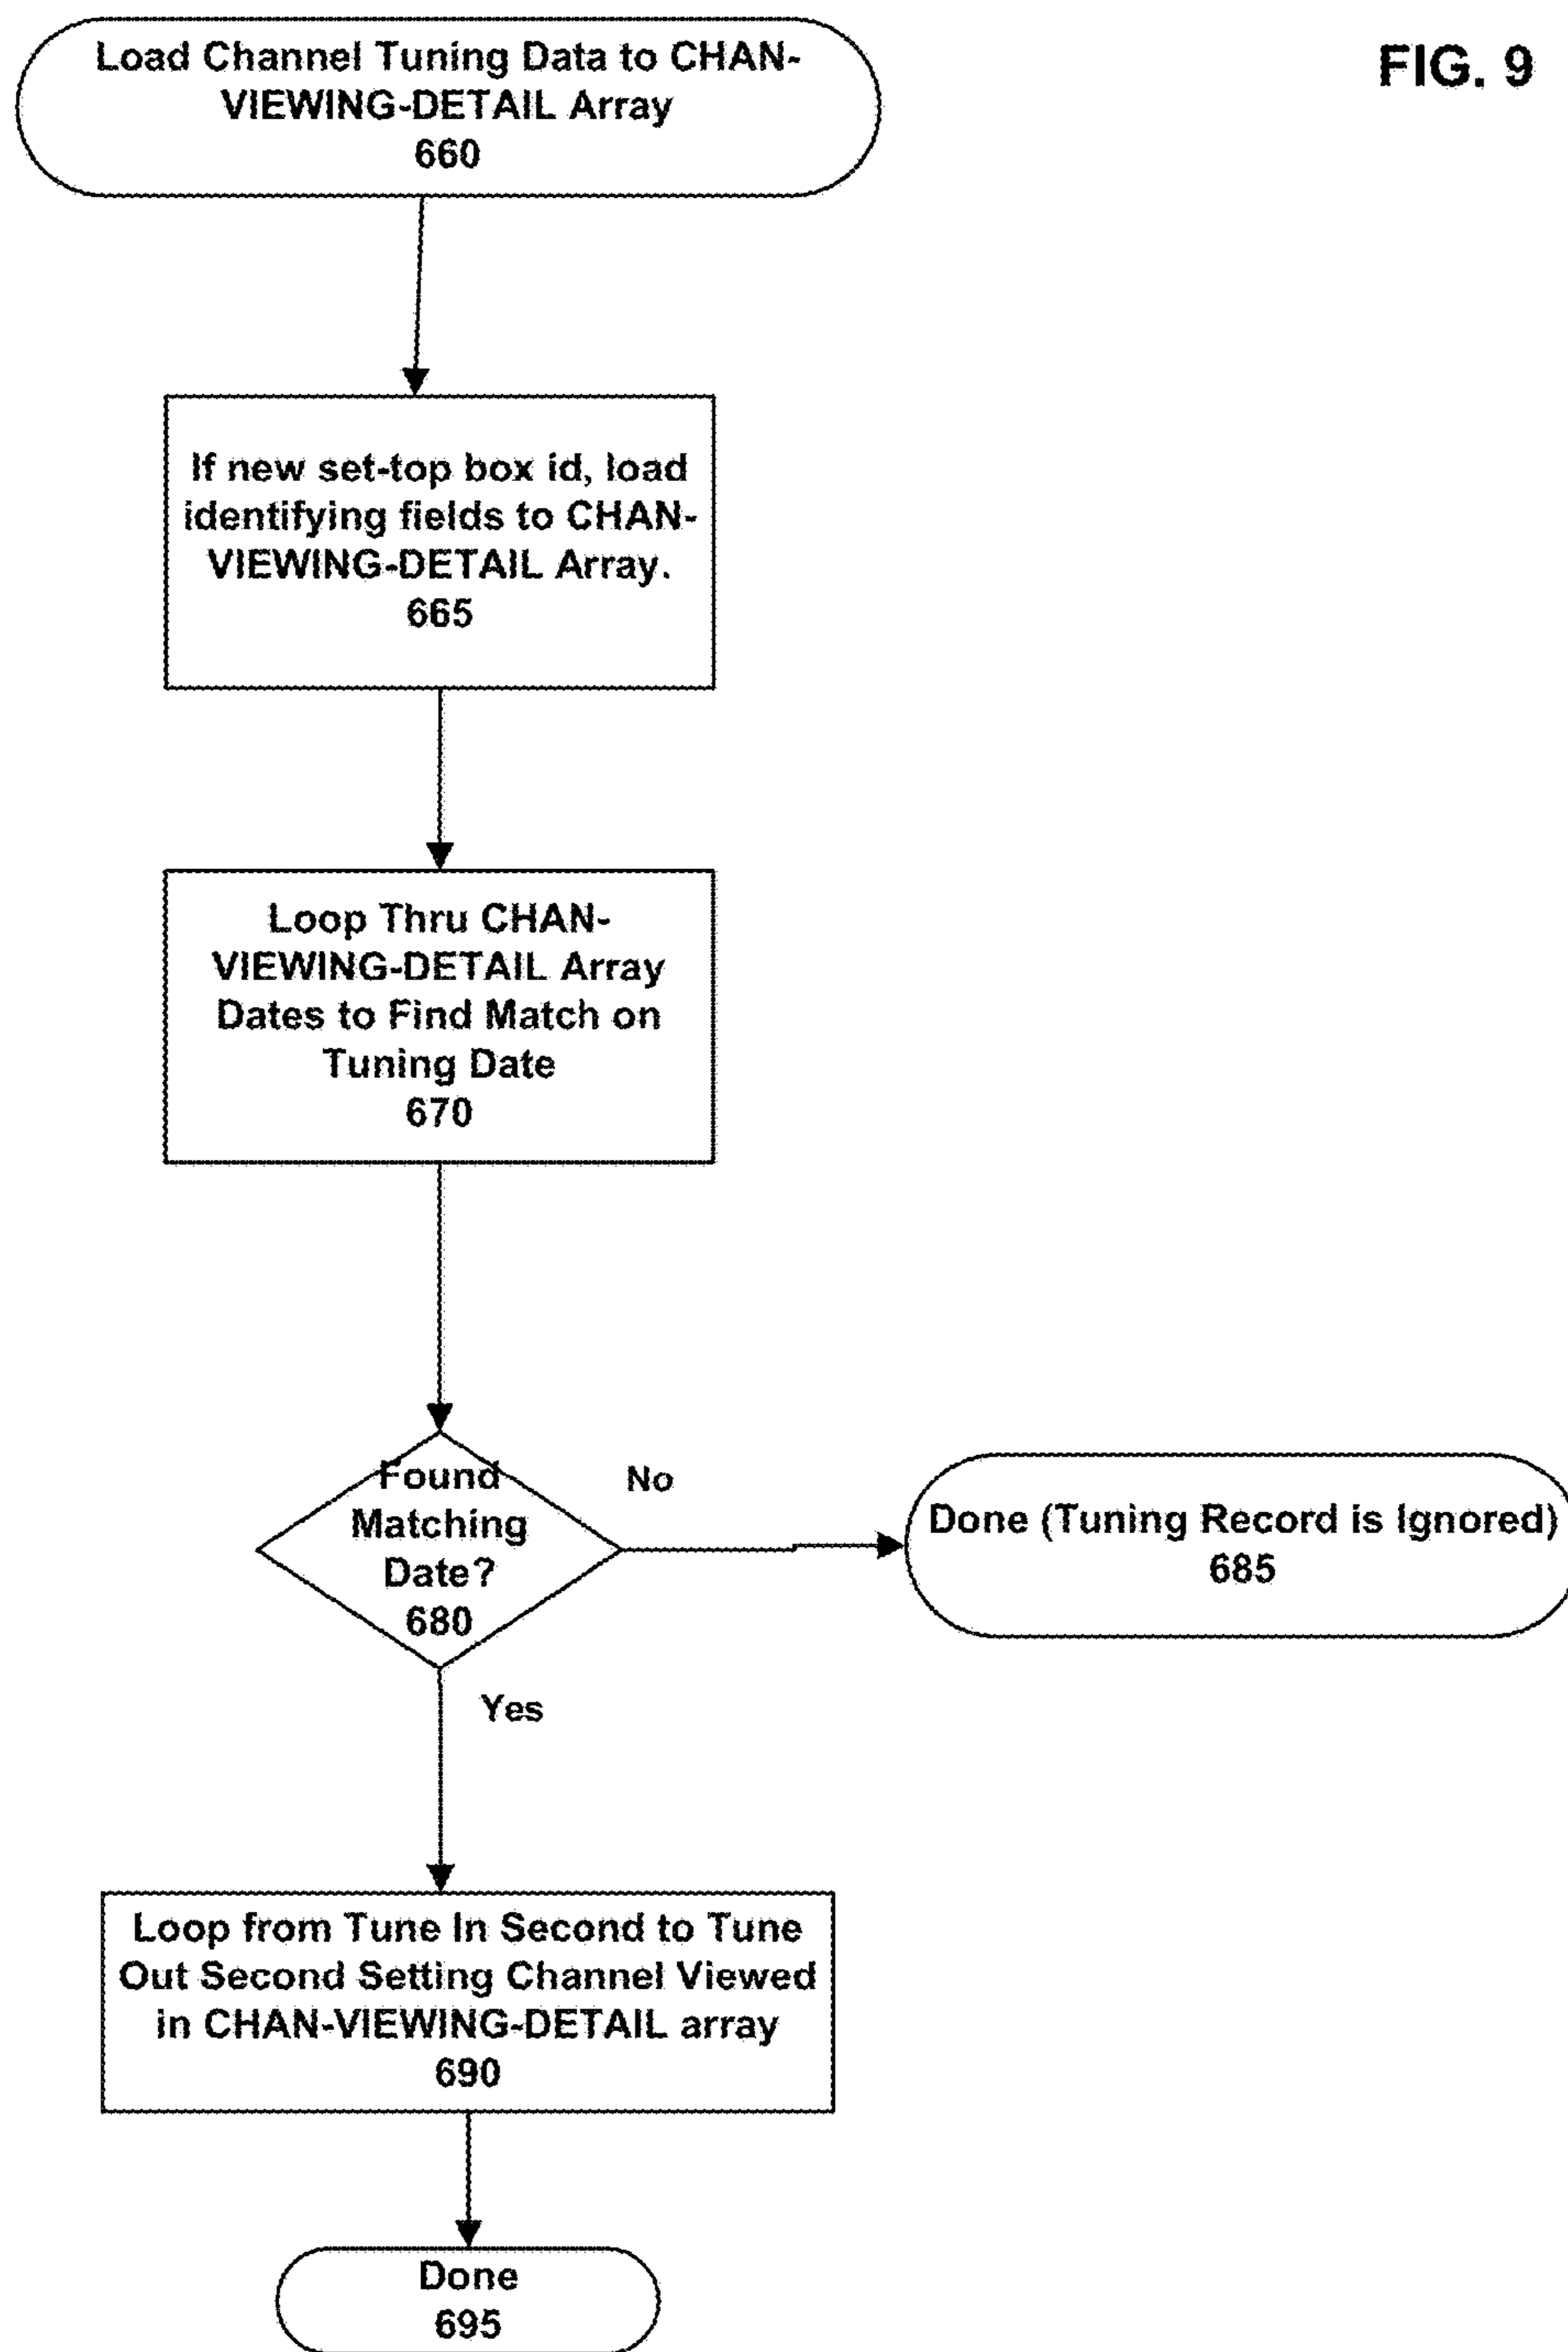 FIG. 9
Load Channel Tuning Data to CHAN-
VIEWING-DETAIL Array
660
If new set-top box id, load
identifying fields to CHAN-
VIEWING-DETAIL Array.
665
Loop Thru CHAN-
VIEWING-DETAIL Array
Dates to Find Match on
Tuning Date
670
Found
Matching
Date?
680
No
Done (Tuning Record is Ignored)
685
Yes
Loop from Tune In Second to Tune
Out Second Setting Channel Viewed
in CHAN-VIEWING-DETAIL array
690
Done
695